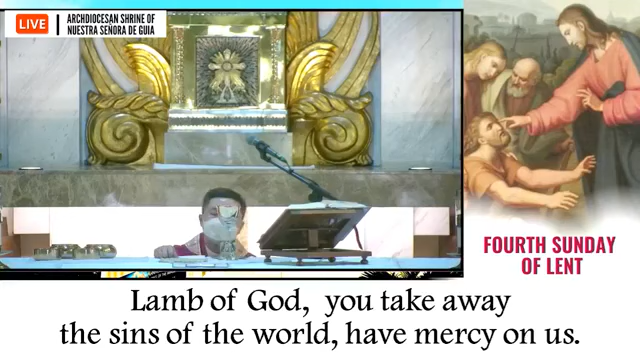 LIVE
ARCHDIOCESAN SHRINE OF
NUESTRA SEÑORA DE GUIA
FOURTH SUNDAY
OF LENT
Lamb of God, you take away
the sins of the world, have mercy on us.